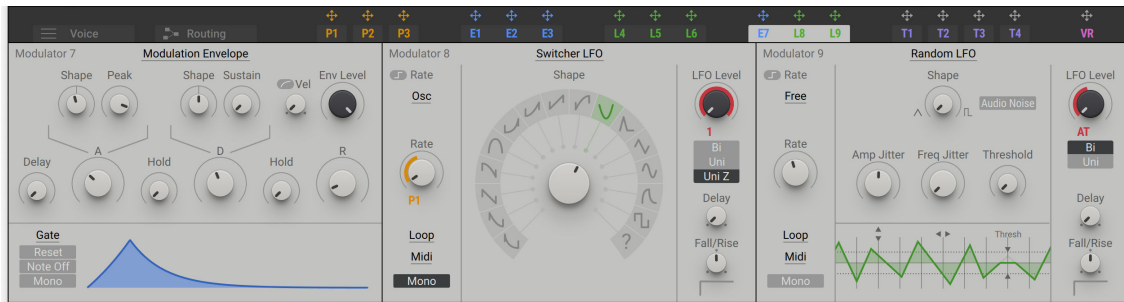 Voice Routing P1 P2 P3 E1 E2 E3 L4 L5 L6 E7 L8 L9 T1 T2 T3 T4 VR
Modulator 7 Modulation Envelope
Shape Peak Shape Sustain Vel Env Level
Delay A Hold D Hold R
Gate
Reset
Note Off
Mono
Modulator 8 Switcher LFO
Rate
Osc
Rate
P1
Loop
Midi
Mono
Shape
?
LFO Level
1
Bi
Uni
Uni Z
Delay
Fall/Rise
Modulator 9 Random LFO
Rate
Free
Rate
Loop
Midi
Mono
Shape
Audio Noise
Amp Jitter Freq Jitter Threshold
Thresh
LFO Level
AT
Bi
Uni
Delay
Fall/Rise